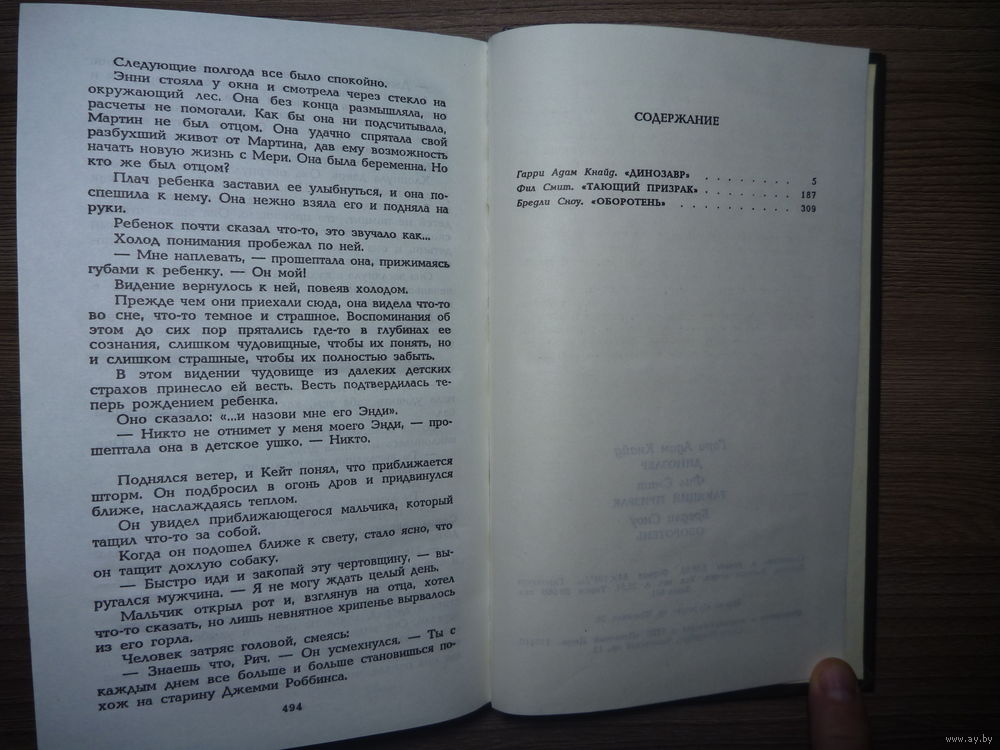 Следующие полгода все было спокойно.
Энни стояла у окна и смотрела через стекло на
окружающий лес. Она без конца размышляла, но
расчеты не помогали. Как бы она ни подсчитывала,
Мартин не был отцом. Она удачно спрятала свой
разбухший живот от Мартина, дав ему возможность
начать новую жизнь с Мери. Она была беременна. Но
кто же был отцом?
Плач ребенка заставил ее улыбнуться, и она по-
спешила к нему. Она нежно взяла его и подняла на
руки.
Ребенок почти сказал что-то, это звучало как...
Холод понимания пробежал по ней.
— Мне наплевать, — прошептала она, прижимаясь
губами к ребенку. — Он мой!
Видение вернулось к ней, повеяв холодом.
Прежде чем они приехали сюда, она видела что-то
во сне, что-то темное и страшное. Воспоминания об
этом до сих пор прятались где-то в глубинах ее
сознания, слишком чудовищные, чтобы их понять, но
и слишком страшные, чтобы их полностью забыть.
В этом видении чудовище из далеких детских
страхов принесло ей весть. Весть подтвердилась те-
перь рождением ребенка.
Оно сказало: «...и назови мне его Энди».
— Никто не отнимет у меня моего Энди, — про-
шептала она в детское ушко. — Никто.
Поднялся ветер, и Кейт понял, что приближается
шторм. Он подбросил в огонь дров и придвинулся
ближе, наслаждаясь теплом.
Он увидел приближающегося мальчика, который
тащил что-то за собой.
Когда он подошел ближе к свету, стало ясно, что
он тащит дохлую собаку.
— Быстро иди и закопай эту чертовщину, — вы-
ругался мужчина. — Я не могу ждать целый день.
Мальчик открыл рот и, взглянув на отца, хотел
что-то сказать, но лишь невнятное хрипенье вырвалось
из его горла.
Человек затряс головой, смеясь:
— Знаешь что, Рич. — Он усмехнулся. — Ты с
каждым днем все больше и больше становишься по-
хож на старину Джемми Роббинса.
494
СОДЕРЖАНИЕ
Гарри Адам Кнайд. «ДИНОЗАВР» . . . . . . . . 5
Фил Смит. «ТАЮЩИЙ ПРИЗРАК» . . . . . . . . 187
Бредли Сноу. «ОБОРОТЕНЬ» . . . . . . . . . . 309
www.ay.by